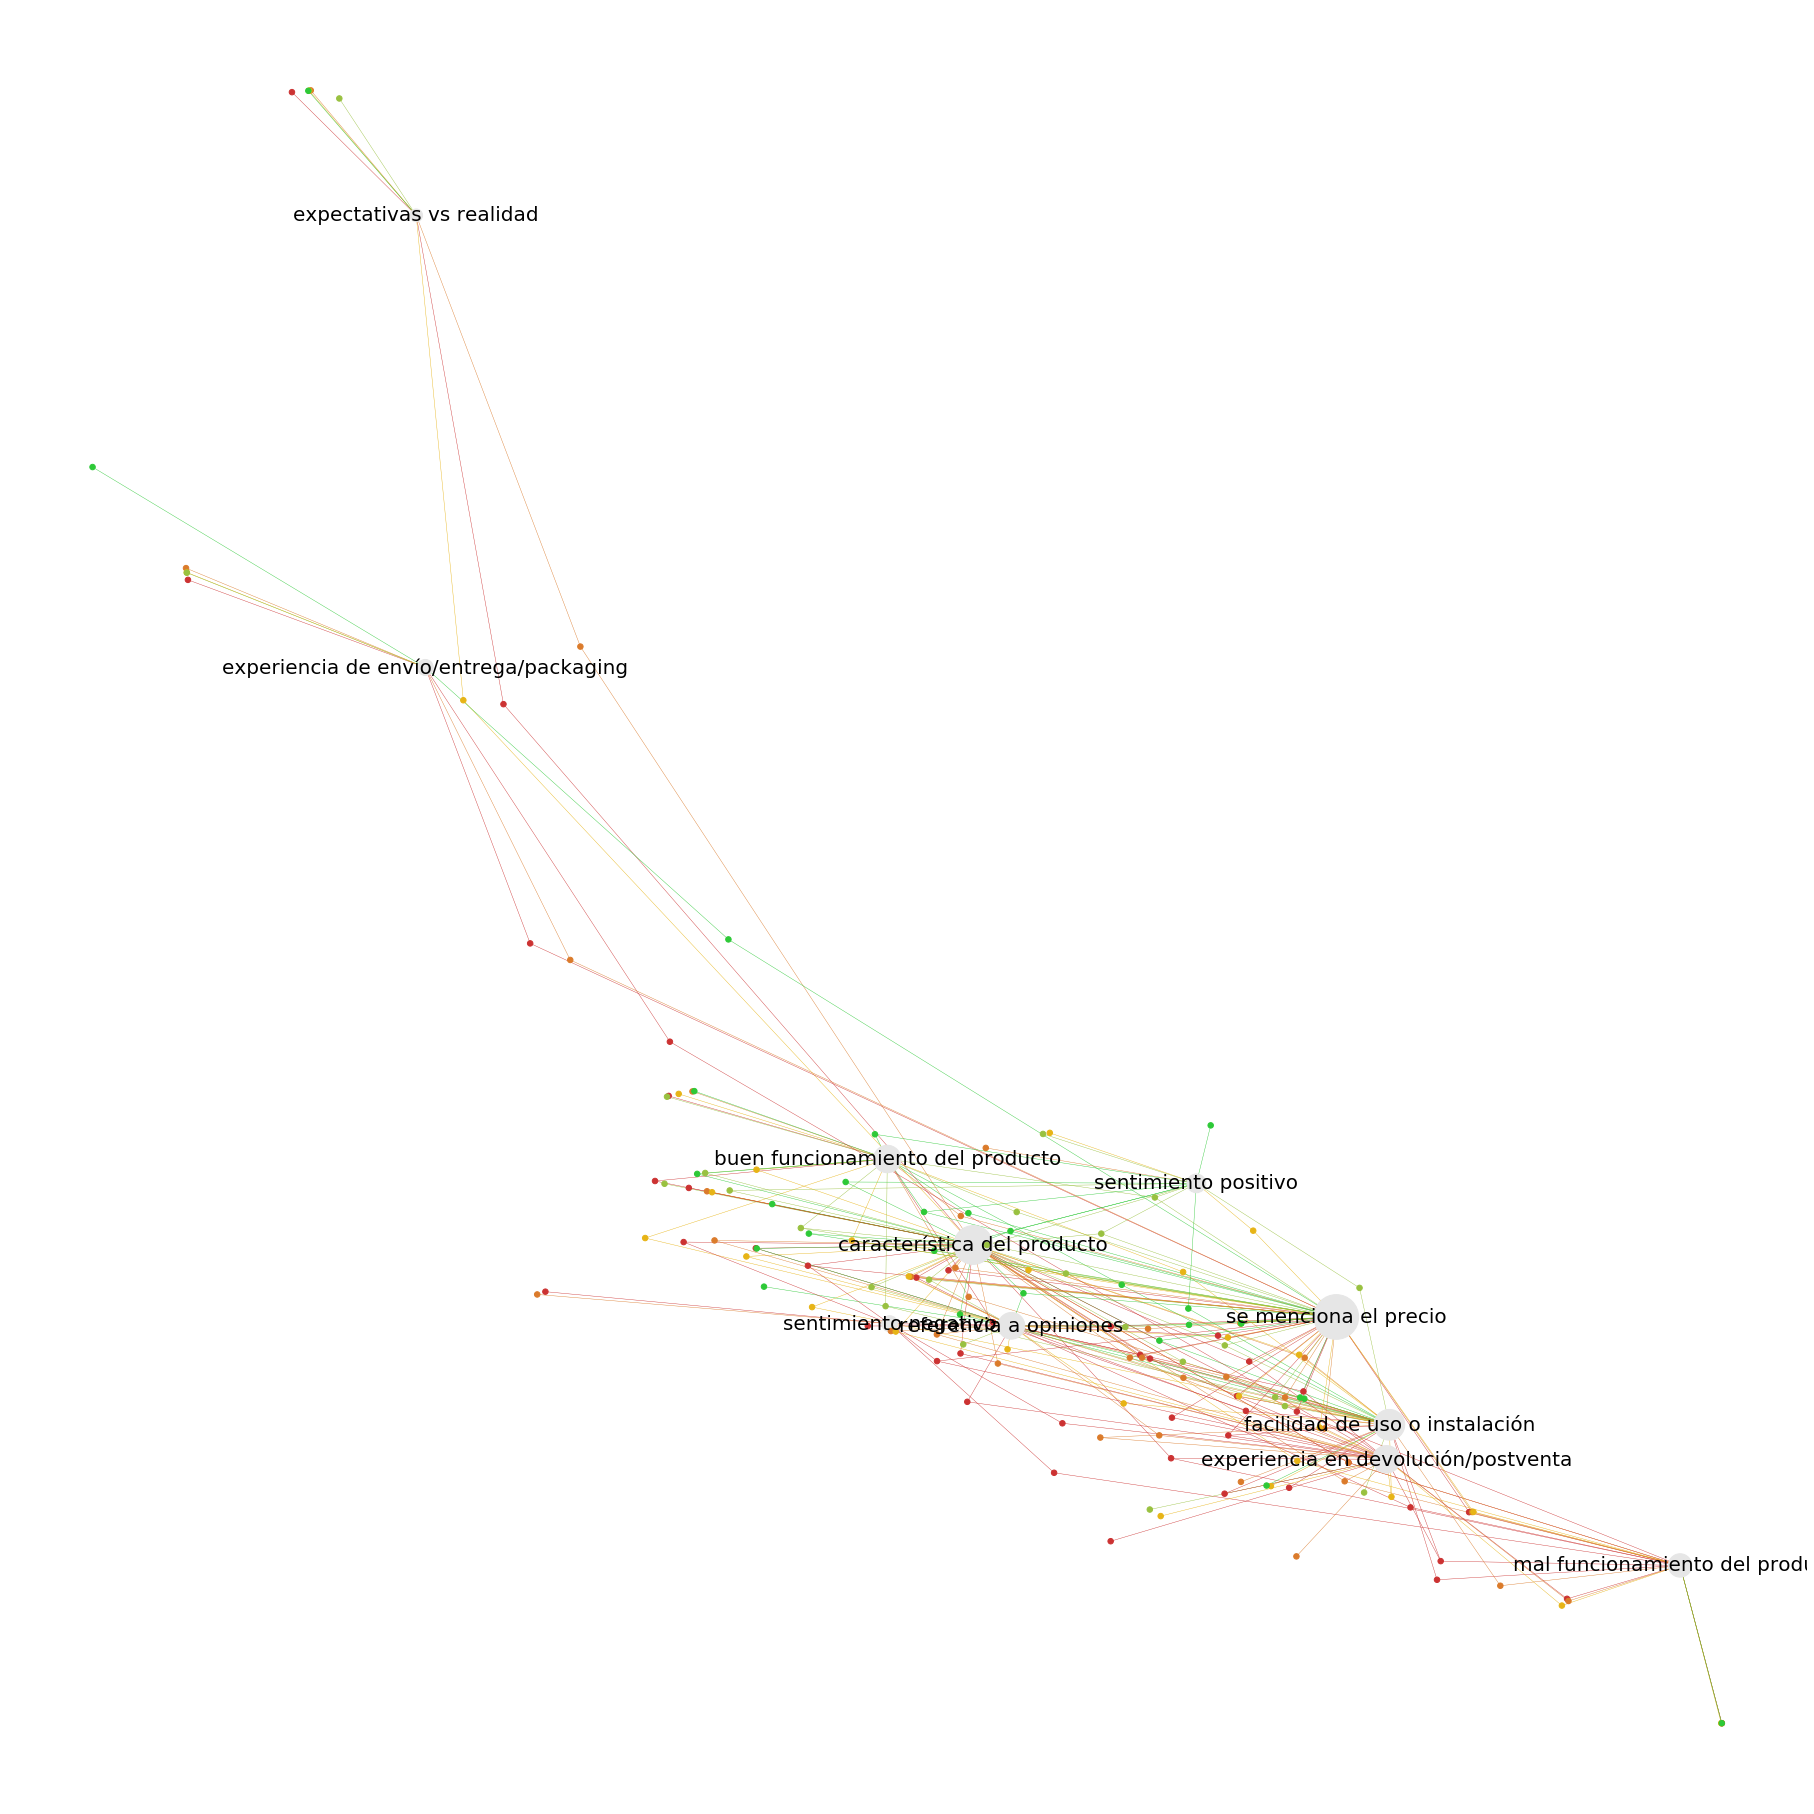 expectativas vs realidad
experiencia de envío/entrega/packaging
buen funcionamiento del producto
sentimiento positivo
característica del producto
se menciona el precio
sentimiento negativo
referencia a opiniones
facilidad de uso o instalación
experiencia en devolución/postventa
mal funcionamiento del produ